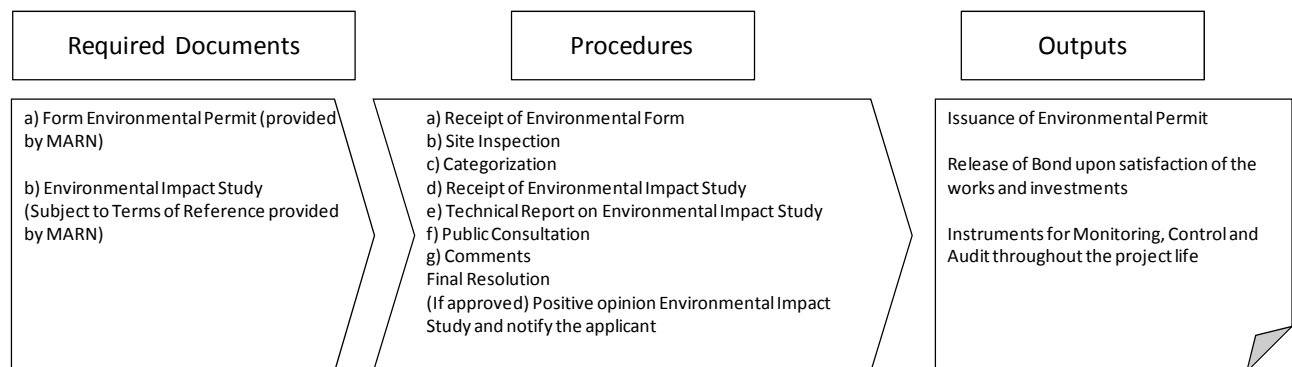 Required Documents
Procedures
Outputs
a) Form Environmental Permit (provided
by MARN)
b) Environmental Impact Study
(Subject to Terms of Reference provided
by MARN)
a) Receipt of Environmental Form
b) Site Inspection
c) Categorization
d) Receipt of Environmental Impact Study
e) Technical Report on Environmental Impact Study
f) Public Consultation
g) Comments
Final Resolution
(If approved) Positive opinion Environmental Impact
Study and notify the applicant
Issuance of Environmental Permit
Release of Bond upon satisfaction of the
works and investments
Instruments for Monitoring, Control and
Audit throughout the project life